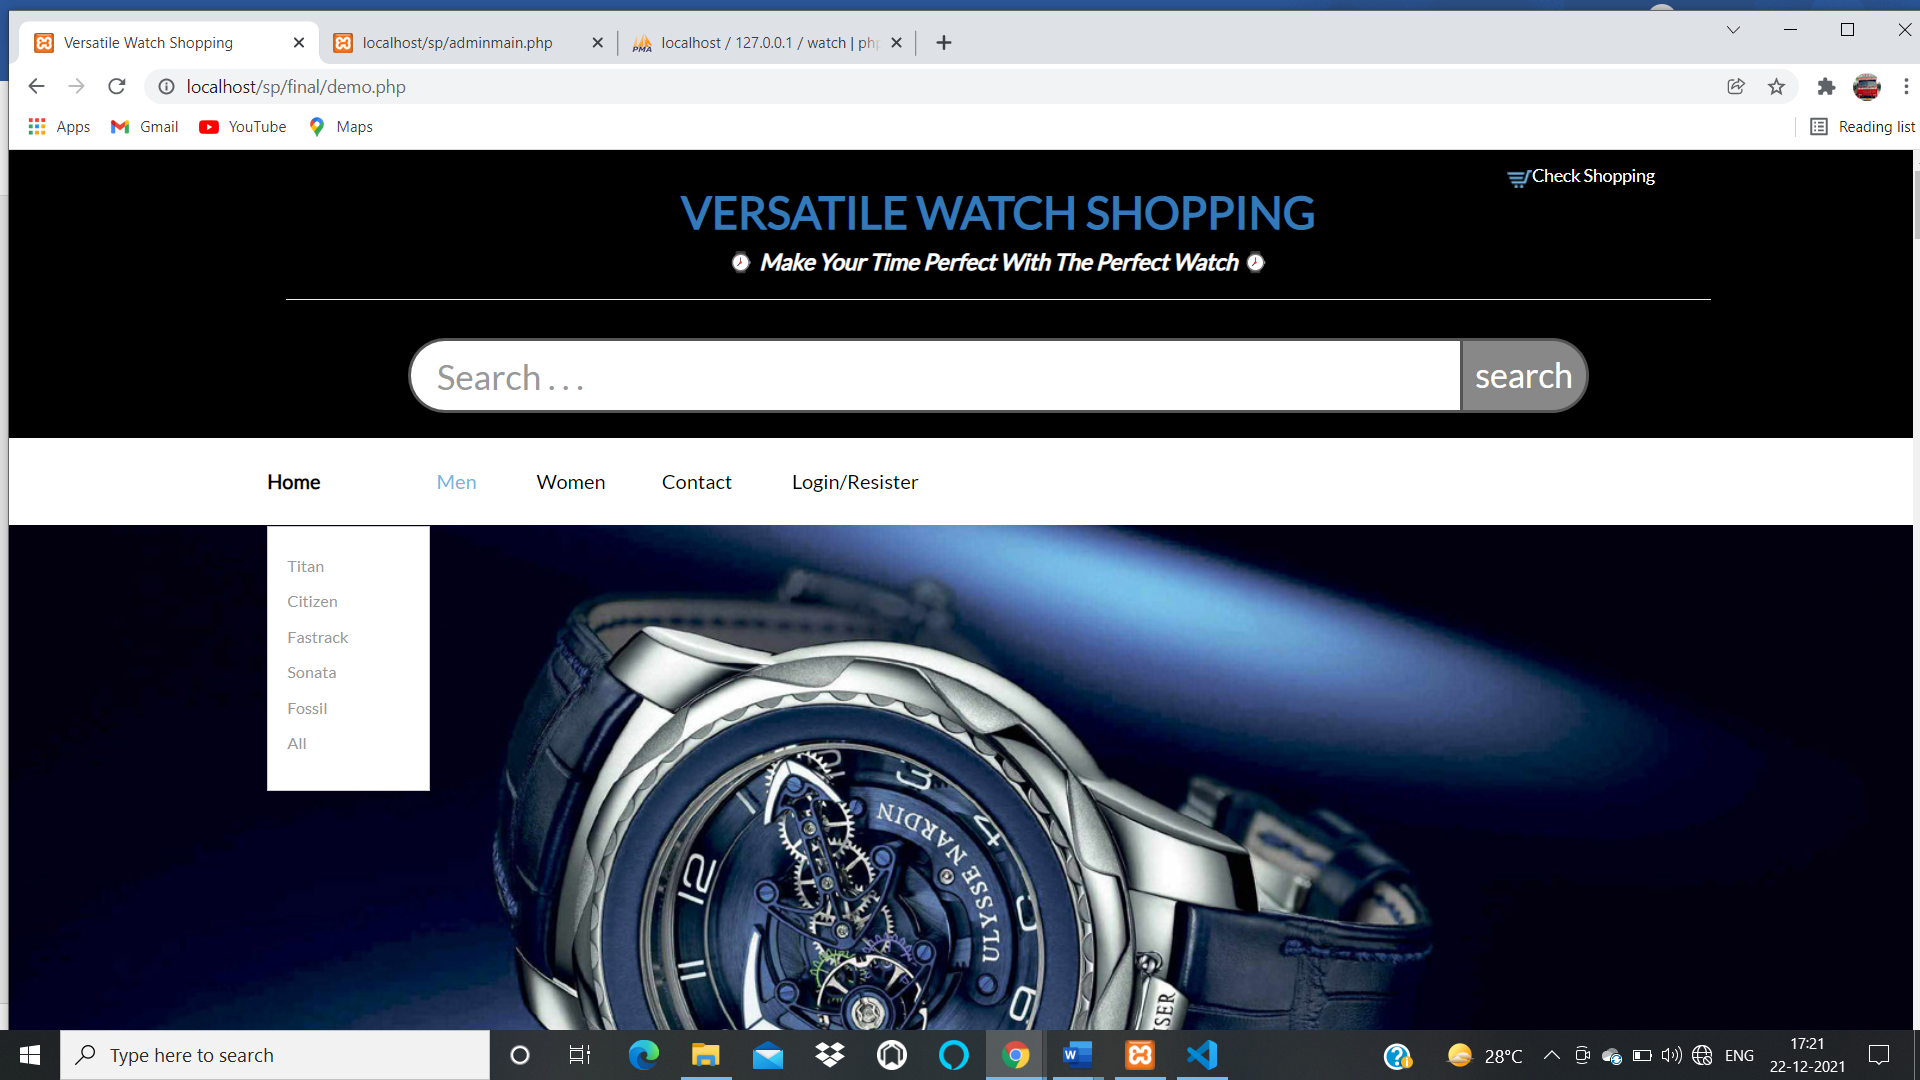 Versatile Watch Shopping
localhost/sp/adminmain.php
localhost / 127.0.0.1 / watch | php
localhost/sp/final/demo.php
Apps
Gmail
YouTube
Maps
Reading list
Check Shopping
VERSATILE WATCH SHOPPING
Make Your Time Perfect With The Perfect Watch
Search . . .
search
Home
Men
Women
Contact
Login/Resister
Titan
Citizen
Fastrack
Sonata
Fossil
All
ULYSSE NARDIN
Type here to search
28°C
ENG
17:21
22-12-2021